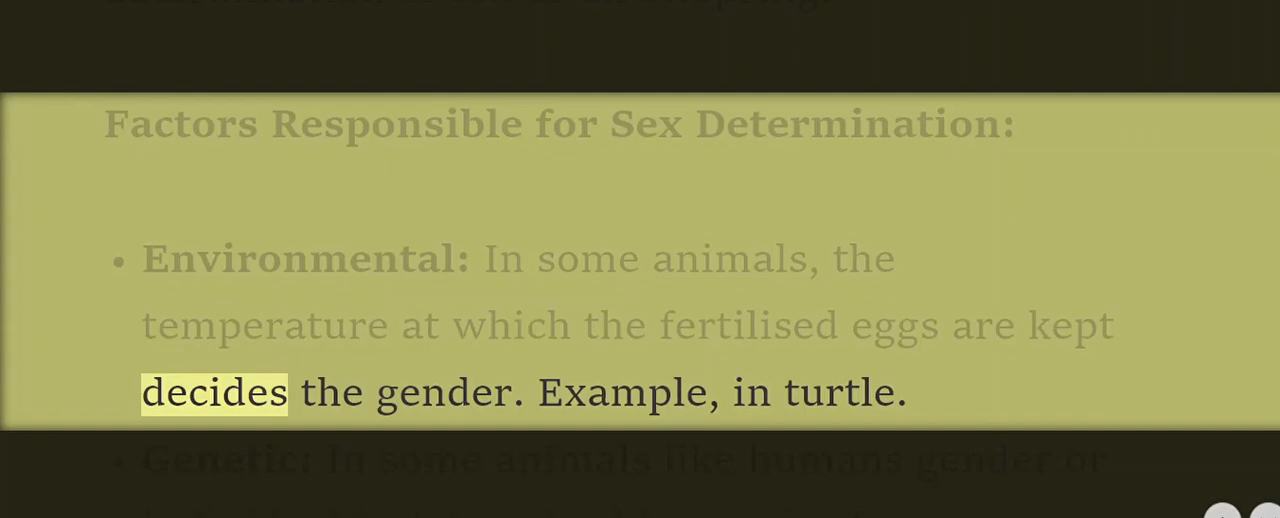 Factors Responsible for Sex Determination:
• Environmental: In some animals, the
temperature at which the fertilised eggs are kept
decides the gender. Example, in turtle.
• Genetic: In some animals like humans gender or